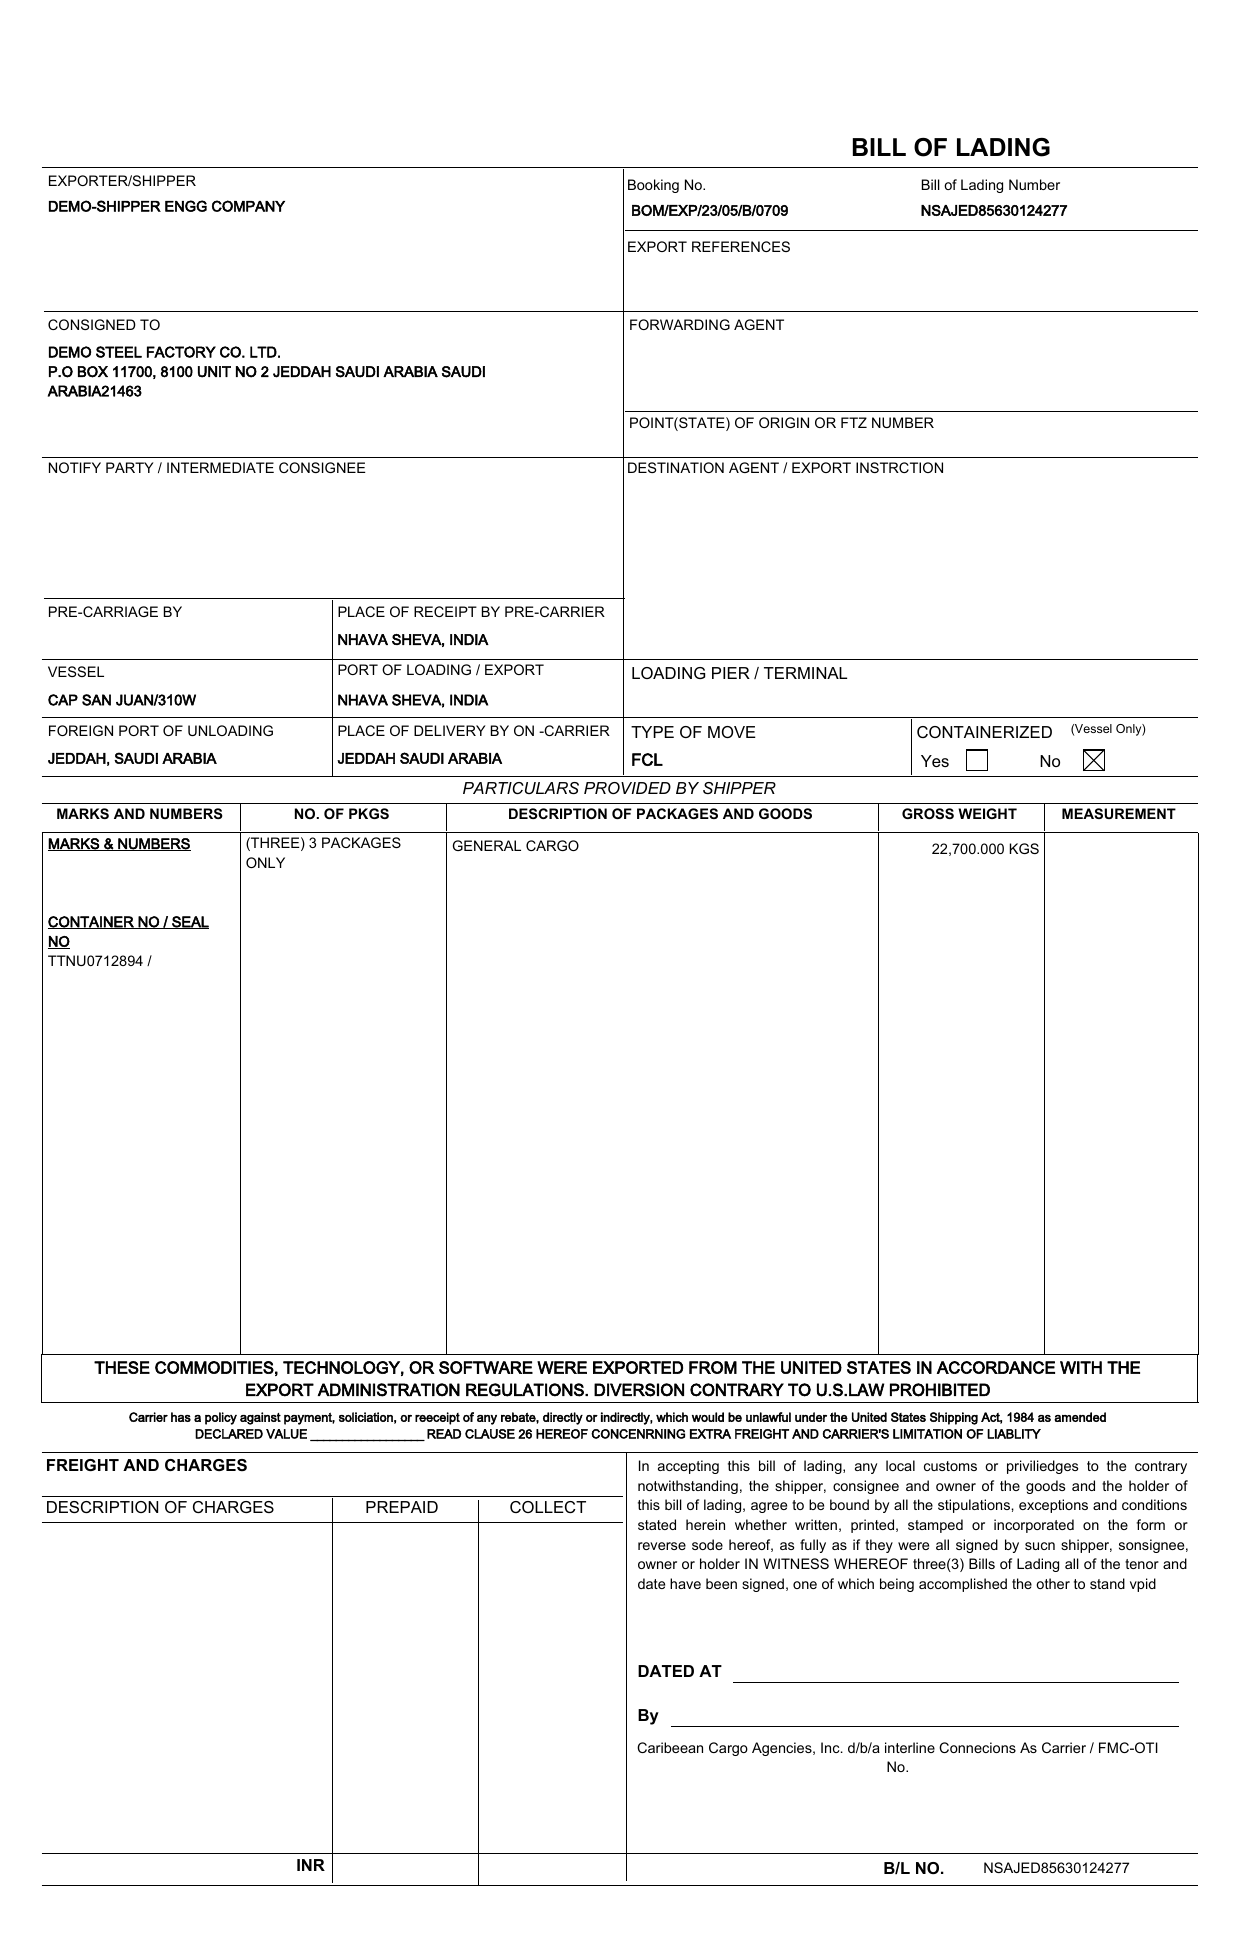 BILL OF LADING
EXPORTER/SHIPPER
DEMO-SHIPPER ENGG COMPANY
Booking No.
Bill of Lading Number
BOM/EXP/23/05/B/0709
NSAJED85630124277
EXPORT REFERENCES
CONSIGNED TO
DEMO STEEL FACTORY CO. LTD.
P.O BOX 11700, 8100 UNIT NO 2 JEDDAH SAUDI ARABIA SAUDI
ARABIA21463
FORWARDING AGENT
POINT(STATE) OF ORIGIN OR FTZ NUMBER
NOTIFY PARTY / INTERMEDIATE CONSIGNEE
DESTINATION AGENT / EXPORT INSTRCTION
PRE-CARRIAGE BY
PLACE OF RECEIPT BY PRE-CARRIER
NHAVA SHEVA, INDIA
VESSEL
CAP SAN JUAN/310W
PORT OF LOADING / EXPORT
NHAVA SHEVA, INDIA
LOADING PIER / TERMINAL
FOREIGN PORT OF UNLOADING
JEDDAH, SAUDI ARABIA
PLACE OF DELIVERY BY ON -CARRIER
JEDDAH SAUDI ARABIA
TYPE OF MOVE
FCL
CONTAINERIZED (Vessel Only)
Yes No
PARTICULARS PROVIDED BY SHIPPER
MARKS AND NUMBERS
NO. OF PKGS
DESCRIPTION OF PACKAGES AND GOODS
GROSS WEIGHT
MEASUREMENT
MARKS & NUMBERS
(THREE) 3 PACKAGES
ONLY
GENERAL CARGO
22,700.000 KGS
CONTAINER NO / SEAL
NO
TTNU0712894 /
THESE COMMODITIES, TECHNOLOGY, OR SOFTWARE WERE EXPORTED FROM THE UNITED STATES IN ACCORDANCE WITH THE
EXPORT ADMINISTRATION REGULATIONS. DIVERSION CONTRARY TO U.S.LAW PROHIBITED
Carrier has a policy against payment, soliciation, or reeceipt of any rebate, directly or indirectly, which would be unlawful under the United States Shipping Act, 1984 as amended
DECLARED VALUE _________________ READ CLAUSE 26 HEREOF CONCENRNING EXTRA FREIGHT AND CARRIER'S LIMITATION OF LIABLITY
FREIGHT AND CHARGES
DESCRIPTION OF CHARGES
PREPAID
COLLECT
In accepting this bill of lading, any local customs or priviliedges to the contrary
notwithstanding, the shipper, consignee and owner of the goods and the holder of
this bill of lading, agree to be bound by all the stipulations, exceptions and conditions
stated herein whether written, printed, stamped or incorporated on the form or
reverse sode hereof, as fully as if they were all signed by sucn shipper, sonsignee,
owner or holder IN WITNESS WHEREOF three(3) Bills of Lading all of the tenor and
date have been signed, one of which being accomplished the other to stand vpid
DATED AT
By
Caribeean Cargo Agencies, Inc. d/b/a interline Connecions As Carrier / FMC-OTI
No.
INR
B/L NO. NSAJED85630124277